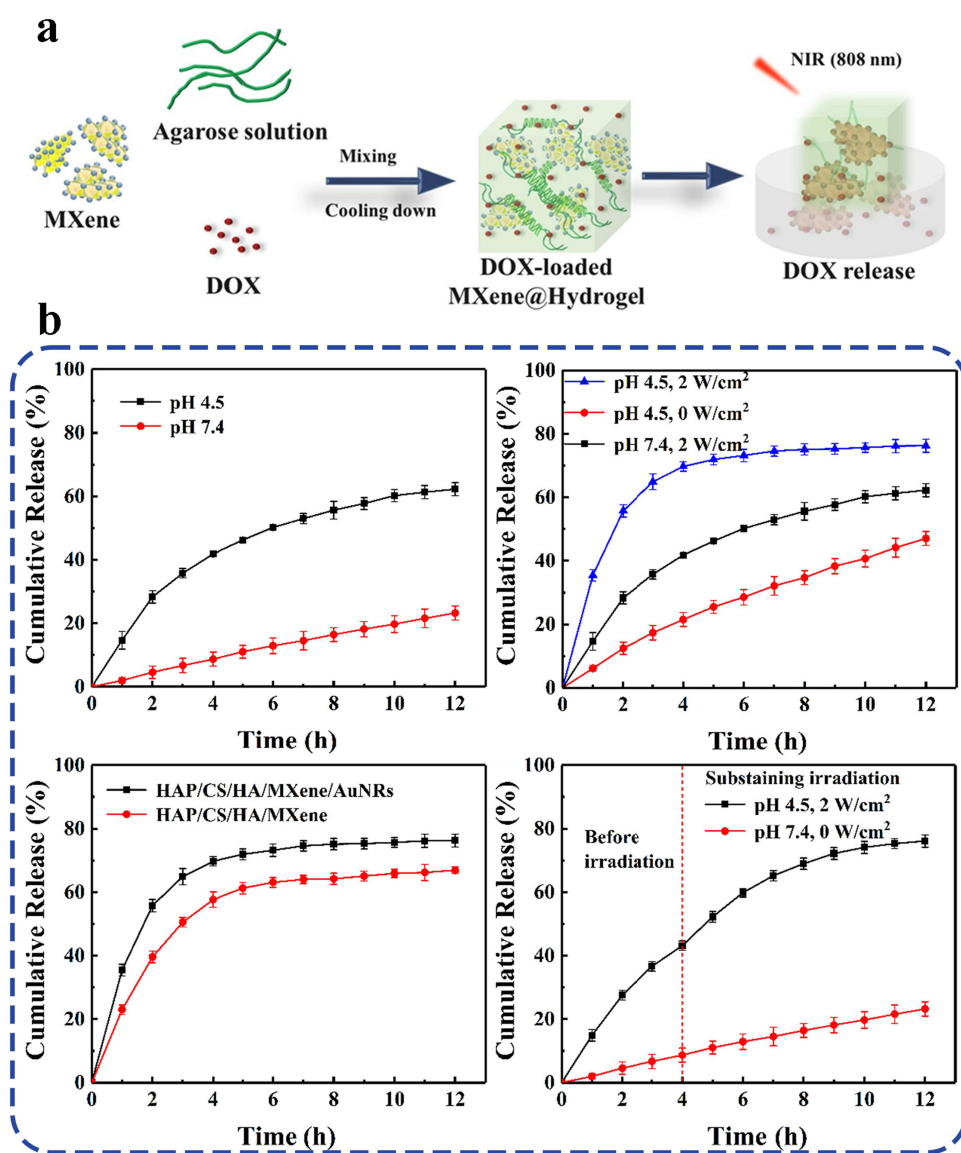 a
NIR (808 nm)
Agarose solution
Mixing
MXene
Cooling down
DOX
DOX-loaded
MXene@Hydrogel
DOX release
b
Cumulative Release (%)
100
80
60
40
20
0
pH 4.5
pH 7.4
0 2 4 6 8 10 12
Time (h)
Cumulative Release (%)
100
80
60
40
20
0
pH 4.5, 2 W/cm²
pH 4.5, 0 W/cm²
pH 7.4, 2 W/cm²
0 2 4 6 8 10 12
Time (h)
Cumulative Release (%)
100
80
60
40
20
0
HAP/CS/HA/MXene/AuNRs
HAP/CS/HA/MXene
0 2 4 6 8 10 12
Time (h)
Cumulative Release (%)
100
80
60
40
20
0
Substaining irradiation
pH 4.5, 2 W/cm²
pH 7.4, 0 W/cm²
Before
irradiation
0 2 4 6 8 10 12
Time (h)